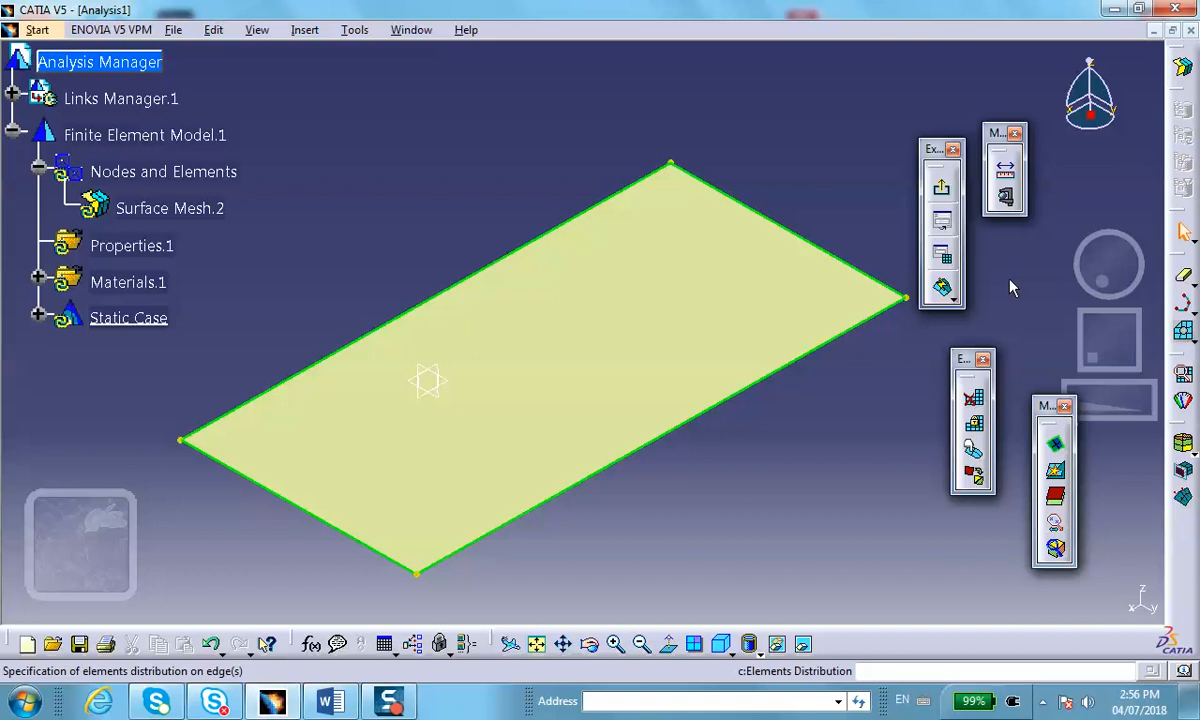 CATIA V5 - [Analysis1]
Start ENOVIA V5 VPM File Edit View Insert Tools Window Help
Analysis Manager
Links Manager.1
Finite Element Model.1
Nodes and Elements
Surface Mesh.2
Properties.1
Materials.1
Static Case
Ex...
M...
E...
M...
z
x y
z
x y
f(x)
CATIA
Specification of elements distribution on edge(s)
c:Elements Distribution
Address
EN
99%
2:56 PM
04/07/2018